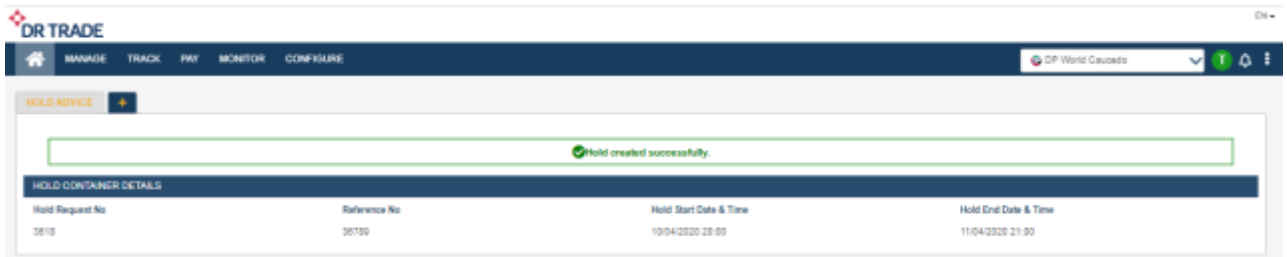 EN
DR TRADE
MANAGE TRACK PAY MONITOR CONFIGURE DP World Caucedo T
HOLD ADVICE +
Hold created successfully.
HOLD CONTAINER DETAILS
Hold Request No Reference No Hold Start Date & Time Hold End Date & Time
3618 36789 10/04/2020 20:00 11/04/2020 21:00